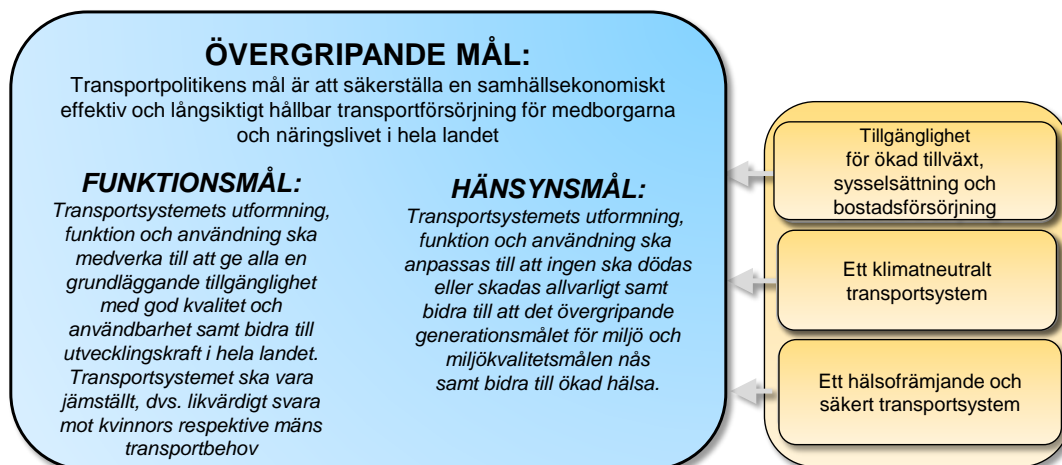 ÖVERGRIPANDE MÅL:
Transportpolitikens mål är att säkerställa en samhällsekonomiskt
effektiv och långsiktigt hållbar transportförsörjning för medborgarna
och näringslivet i hela landet
FUNKTIONSMÅL:
Transportsystemets utformning,
funktion och användning ska
medverka till att ge alla en
grundläggande tillgänglighet
med god kvalitet och
användbarhet samt bidra till
utvecklingskraft i hela landet.
Transportsystemet ska vara
jämställt, dvs. likvärdigt svara
mot kvinnors respektive mäns
transportbehov
HÄNSYNSMÅL:
Transportsystemets utformning,
funktion och användning ska
anpassas till att ingen ska dödas
eller skadas allvarligt samt
bidra till att det övergripande
generationsmålet för miljö och
miljökvalitetsmålen nås
samt bidra till ökad hälsa.
Tillgänglighet
för ökad tillväxt,
sysselsättning och
bostadsförsörjning
Ett klimatneutralt
transportsystem
Ett hälsofrämjande och
säkert transportsystem